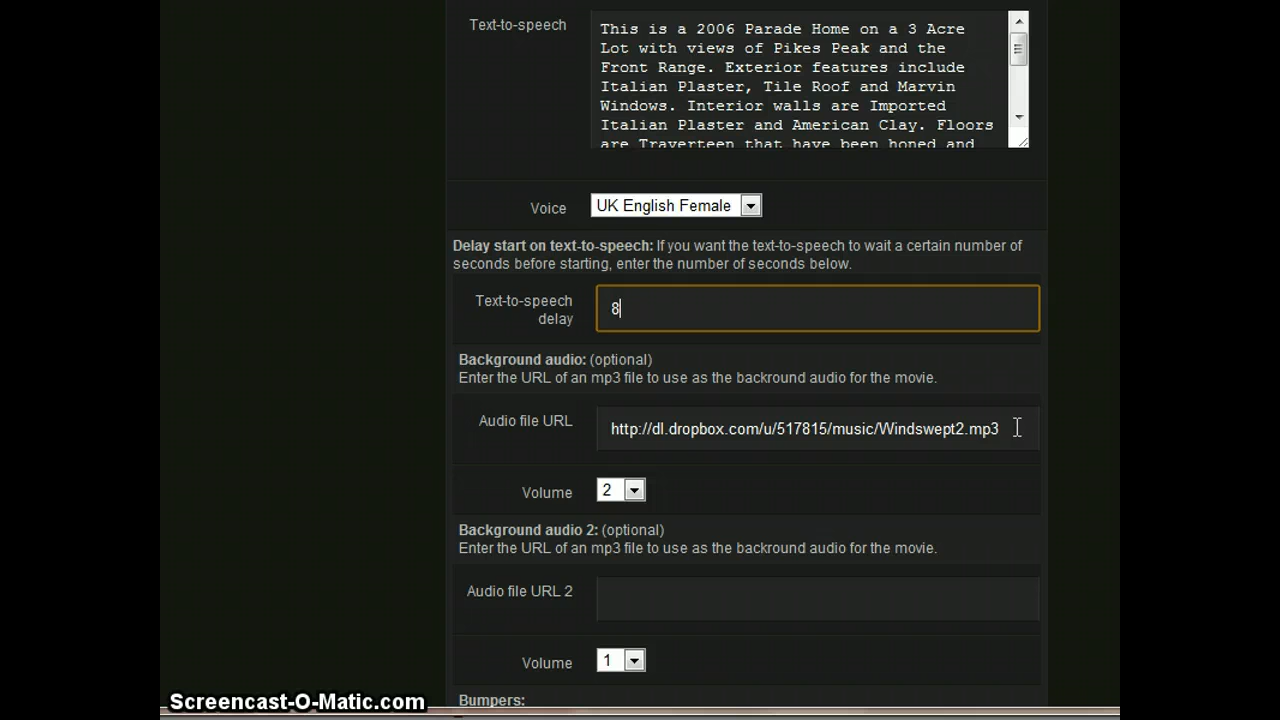 Text-to-speech
This is a 2006 Parade Home on a 3 Acre
Lot with views of Pikes Peak and the
Front Range. Exterior features include
Italian Plaster, Tile Roof and Marvin
Windows. Interior walls are Imported
Italian Plaster and American Clay. Floors
are Traverteen that have been honed and
Voice
UK English Female
Delay start on text-to-speech: If you want the text-to-speech to wait a certain number of
seconds before starting, enter the number of seconds below.
Text-to-speech
delay
8
Background audio: (optional)
Enter the URL of an mp3 file to use as the backround audio for the movie.
Audio file URL
http://dl.dropbox.com/u/517815/music/Windswept2.mp3
Volume
2
Background audio 2: (optional)
Enter the URL of an mp3 file to use as the backround audio for the movie.
Audio file URL 2
Volume
1
Bumpers:
Screencast-O-Matic.com